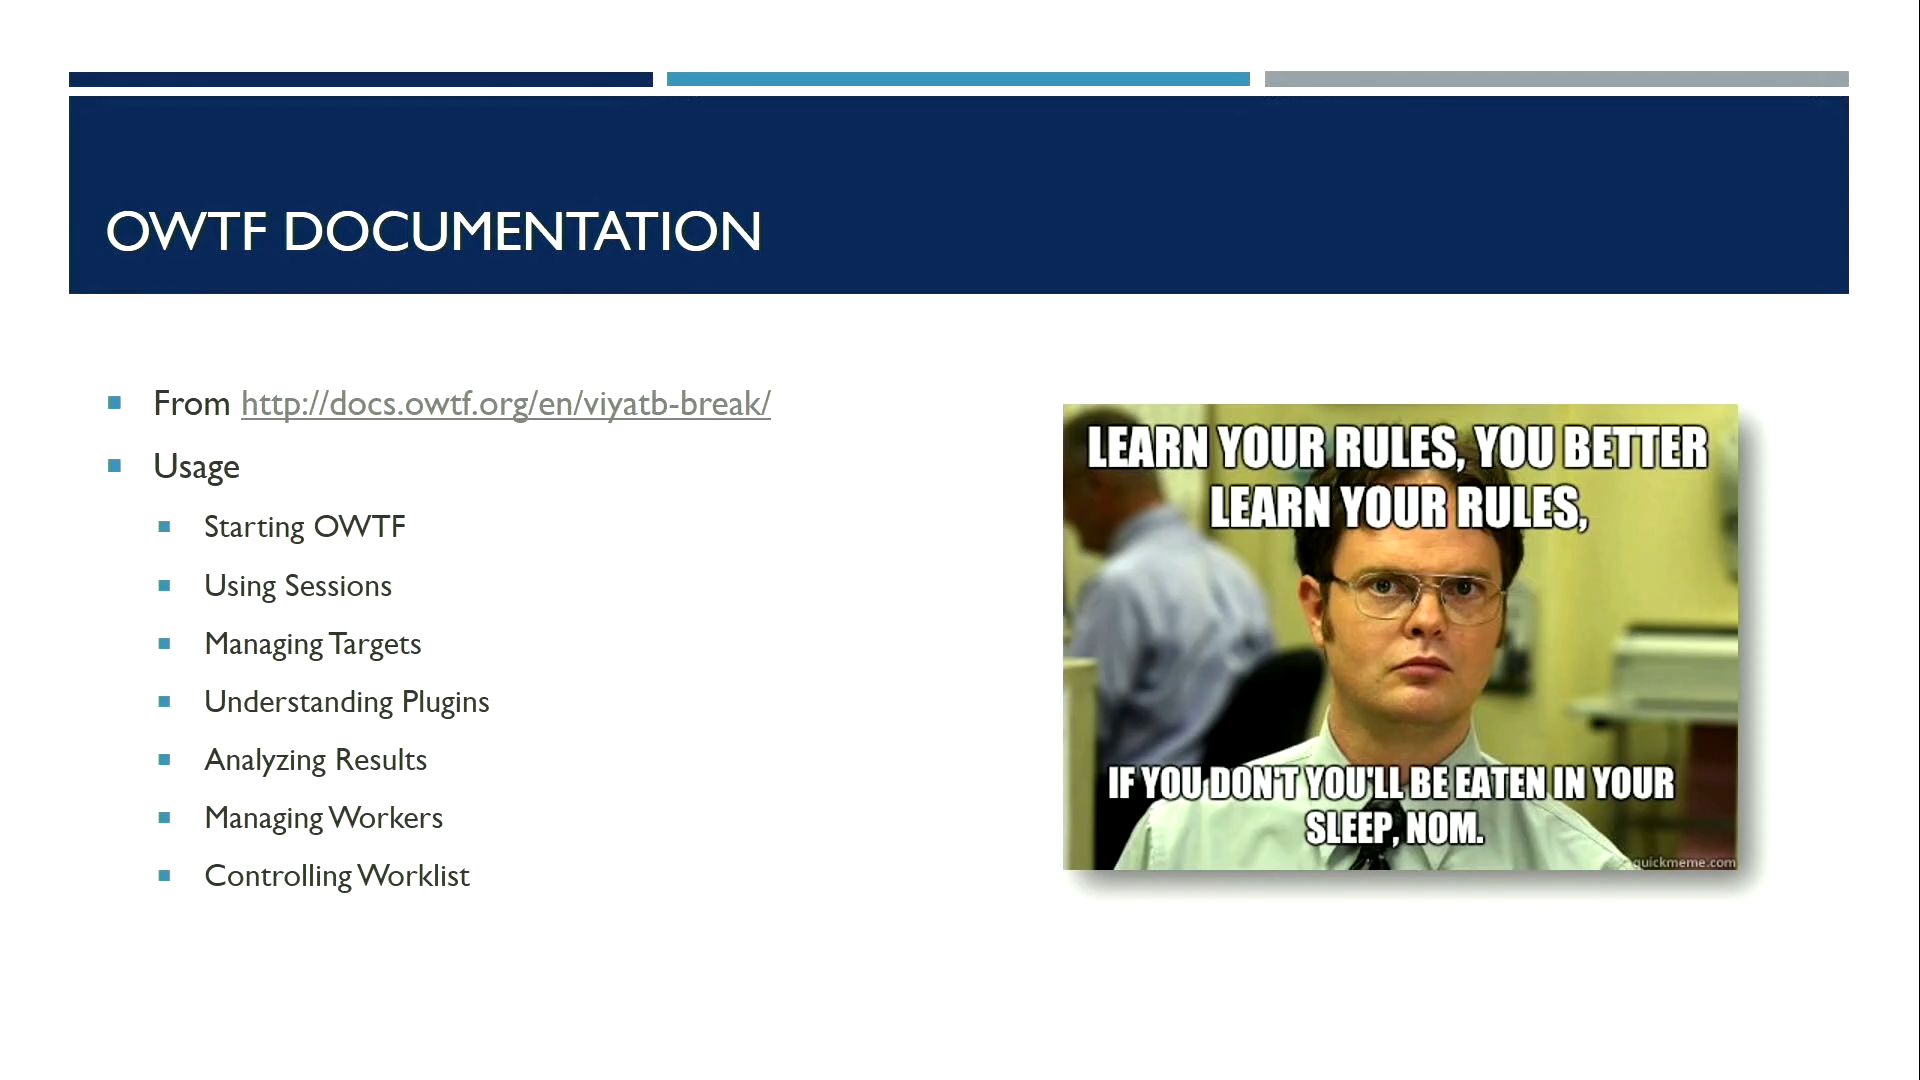 OWTF DOCUMENTATION
From http://docs.owtf.org/en/viyatb-break/
Usage
Starting OWTF
Using Sessions
Managing Targets
Understanding Plugins
Analyzing Results
Managing Workers
Controlling Worklist
LEARN YOUR RULES, YOU BETTER
LEARN YOUR RULES,
IF YOU DON'T YOU'LL BE EATEN IN YOUR
SLEEP, NOM.
quickmeme.com